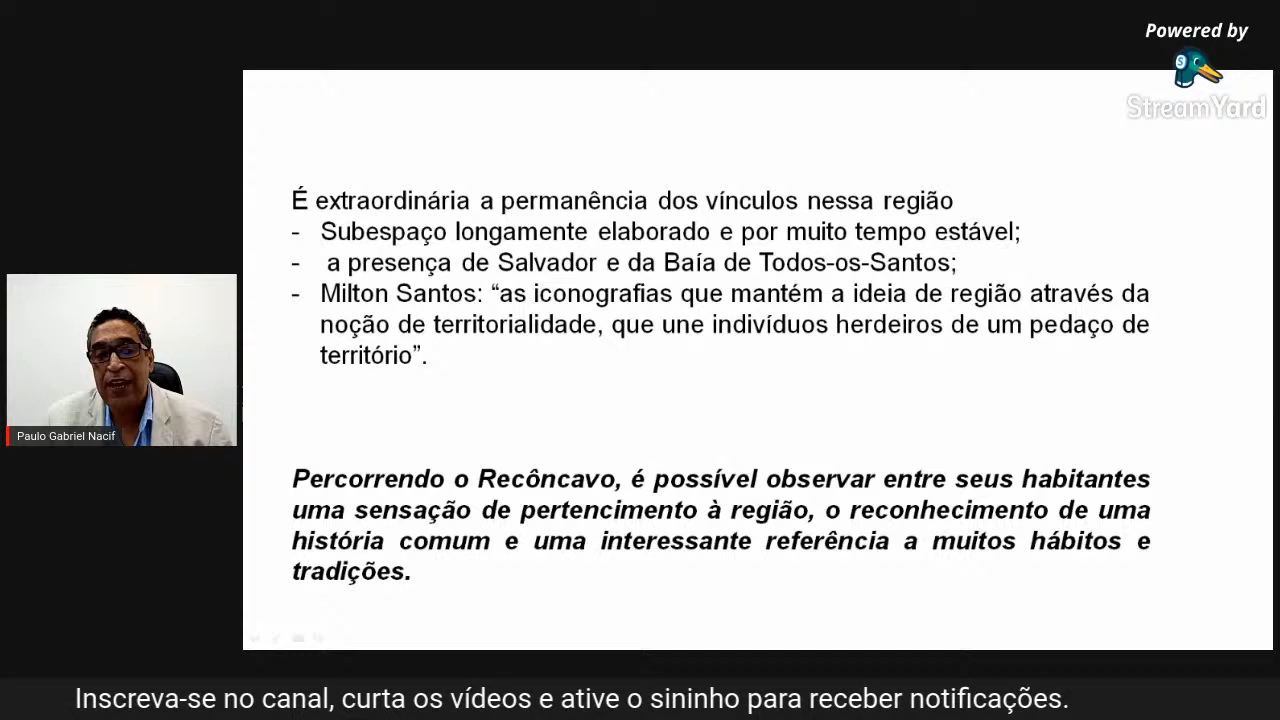 Powered by
StreamYard
É extraordinária a permanência dos vínculos nessa região
- Subespaço longamente elaborado e por muito tempo estável;
- a presença de Salvador e da Baía de Todos-os-Santos;
- Milton Santos: “as iconografias que mantém a ideia de região através da
noção de territorialidade, que une indivíduos herdeiros de um pedaço de
território”.
Paulo Gabriel Nacif
Percorrendo o Recôncavo, é possível observar entre seus habitantes
uma sensação de pertencimento à região, o reconhecimento de uma
história comum e uma interessante referência a muitos hábitos e
tradições.
Inscreva-se no canal, curta os vídeos e ative o sininho para receber notificações.